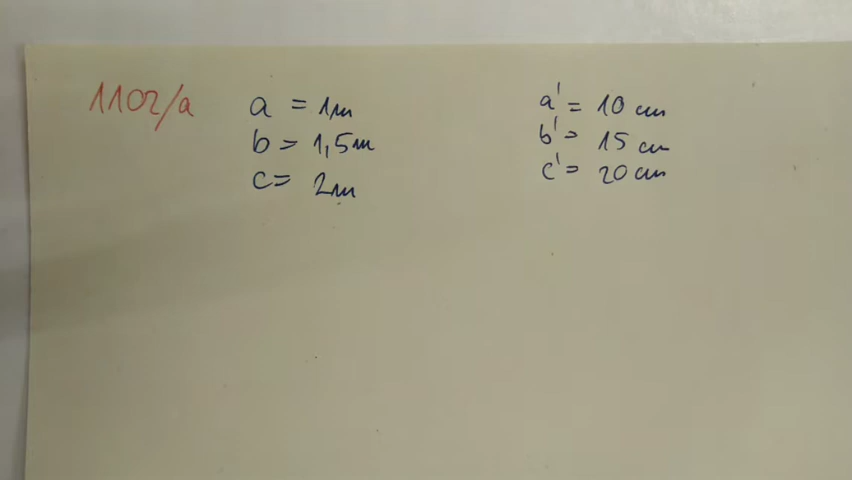 1102/a a = 1m a' = 10 cm
b = 1,5m b' = 15 cm
c = 2m c' = 20 cm